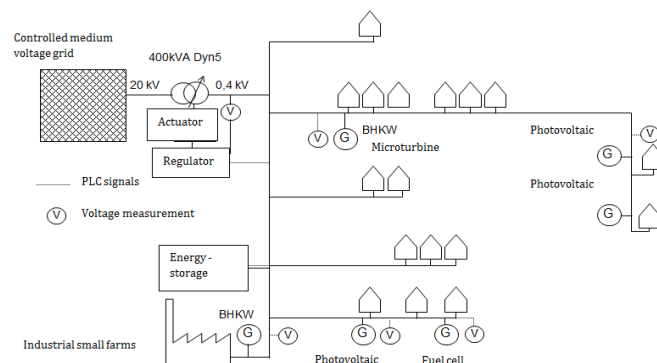 Controlled medium
voltage grid
400kVA Dyn5
20 kV
0,4 kV
V
Actuator
Regulator
PLC signals
V
Voltage measurement
V
G
BHKW
Microturbine
Photovoltaic
V
G
Photovoltaic
G
Energy -
storage
BHKW
G
V
G
V
G
V
Industrial small farms
Photovoltaic
Fuel cell